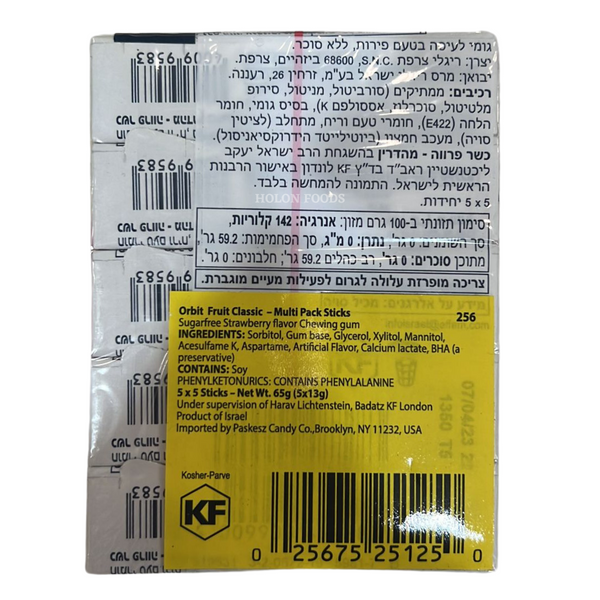 גומי לעיסה בטעם פירות, ללא סוכר.
יצרן: ריגלי צרפת S.N.C, 68600 ביזהיים, צרפת.
יבואן: מרס ריגלי ישראל בע"מ, זרחין 26, רעננה.
רכיבים: ממתיקים (סורביטול, מניטול, סירופ
מלטיטול, סוכרלוז, אססולפם K), בסיס גומי, חומר
הלחה (E422), חומרי טעם וריח, מתחלב (לציטין
סויה), מעכב חמצון (בוטילייטד הידרוקסיאניסול).
כשר פרווה - מהדרין בהשגחת הרב ישראל יעקב
ליכטנשטיין ראב"ד בד"ץ KF לונדון באישור הרבנות
הראשית לישראל. התמונה להמחשה בלבד.
5 x 5 יחידות.
HOLON FOODS
סימון תזונתי ב-100 גרם מזון: אנרגיה: 142 קלוריות,
סך השומנים: 0 גר', נתרן: 0 מ"ג, סך הפחמימות: 59.2 גר',
מתוכן סוכרים: 0 גר', רב כהלים 59.2 גר'; חלבונים: 0 גר'.
צריכה מופרזת עלולה לגרום לפעילות מעיים מוגברת.
Orbit Fruit Classic – Multi Pack Sticks 256
Sugarfree Strawberry flavor Chewing gum
INGREDIENTS: Sorbitol, Gum base, Glycerol, Xylitol, Mannitol,
Acesulfame K, Aspartame, Artificial Flavor, Calcium lactate, BHA (a
preservative)
CONTAINS: Soy
PHENYLKETONURICS: CONTAINS PHENYLALANINE
5 x 5 Sticks – Net Wt. 65g (5x13g)
Under supervision of Harav Lichtenstein, Badatz KF London
Product of Israel
Imported by Paskesz Candy Co.,Brooklyn, NY 11232, USA
Kosher-Parve
KF
0 25675 25125 0